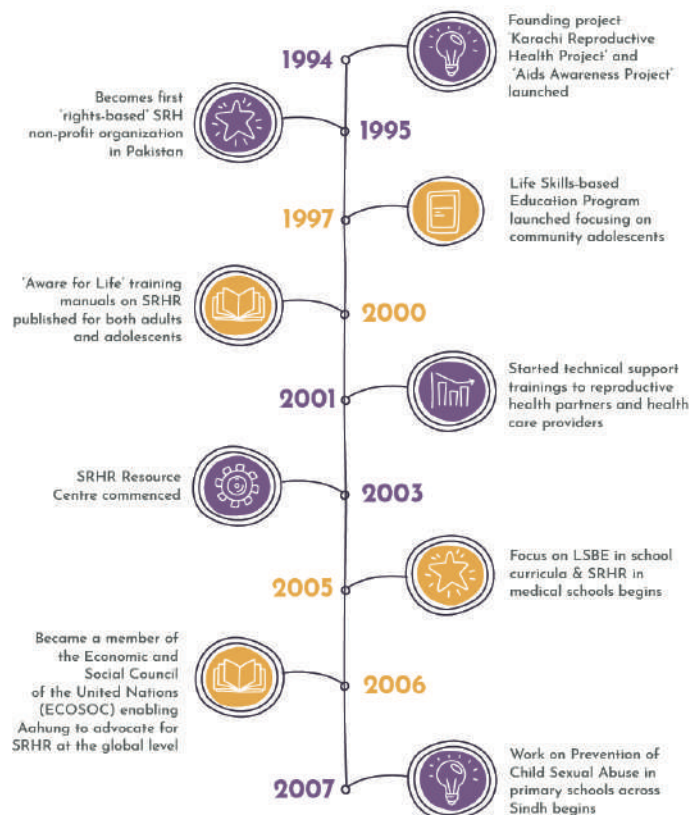 1994
Founding project
'Karachi Reproductive
Health Project' and
'Aids Awareness Project'
launched
Becomes first
'rights-based' SRH
non-profit organization
in Pakistan
1995
1997
Life Skills-based
Education Program
launched focusing on
community adolescents
'Aware for Life' training
manuals on SRHR
published for both adults
and adolescents
2000
2001
Started technical support
trainings to reproductive
health partners and health
care providers
SRHR Resource
Centre commenced
2003
2005
Focus on LSBE in school
curricula & SRHR in
medical schools begins
Became a member of
the Economic and
Social Council
of the United Nations
(ECOSOC) enabling
Aahung to advocate for
SRHR at the global level
2006
2007
Work on Prevention of
Child Sexual Abuse in
primary schools across
Sindh begins